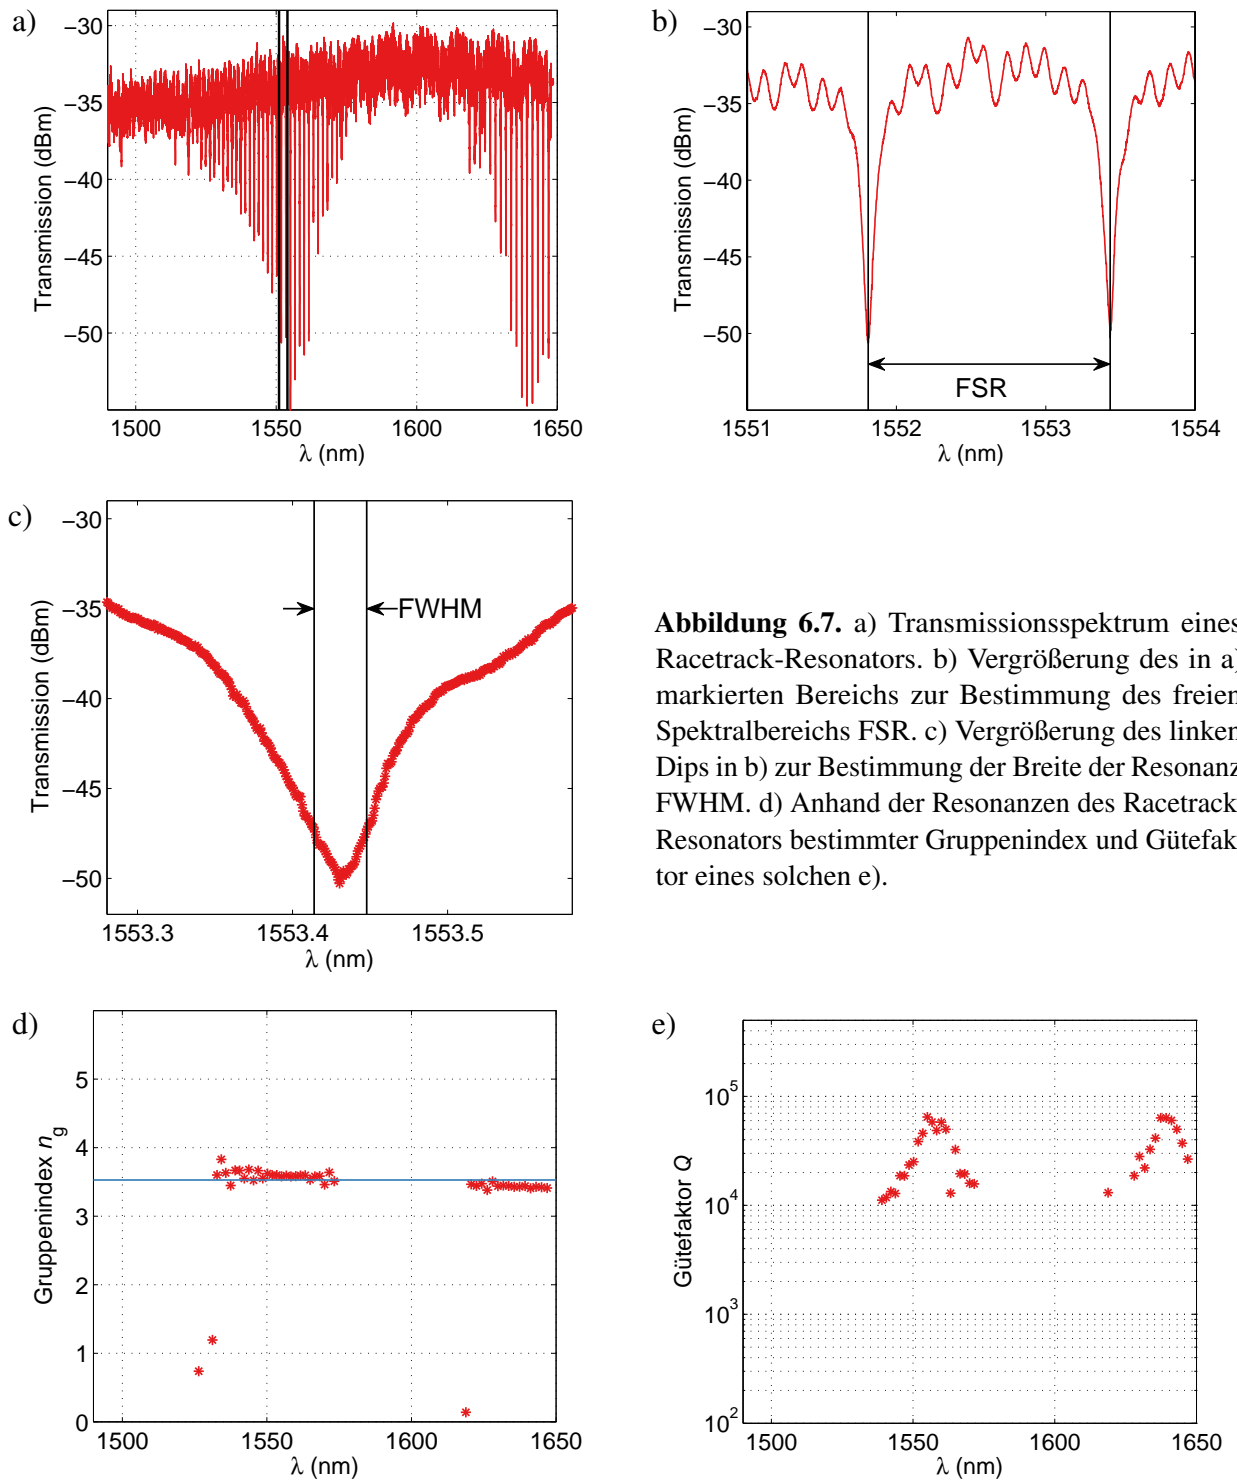 a)
−30
−35
−40
−45
−50
Transmission (dBm)
1500
1550
1600
1650
λ (nm)
b)
−30
−35
−40
−45
−50
Transmission (dBm)
FSR
1551
1552
1553
1554
λ (nm)
c)
−30
−35
−40
−45
−50
Transmission (dBm)
FWHM
1553.3
1553.4
1553.5
λ (nm)
Abbildung 6.7. a) Transmissionsspektrum eines
Racetrack-Resonators. b) Vergrößerung des in a)
markierten Bereichs zur Bestimmung des freien
Spektralbereichs FSR. c) Vergrößerung des linken
Dips in b) zur Bestimmung der Breite der Resonanz
FWHM. d) Anhand der Resonanzen des Racetrack-
Resonators bestimmter Gruppenindex und Gütefak-
tor eines solchen e).
d)
5
4
3
2
1
0
Gruppenindex n_g
1500
1550
1600
1650
λ (nm)
e)
10^5
10^4
10^3
10^2
Gütefaktor Q
1500
1550
1600
1650
λ (nm)